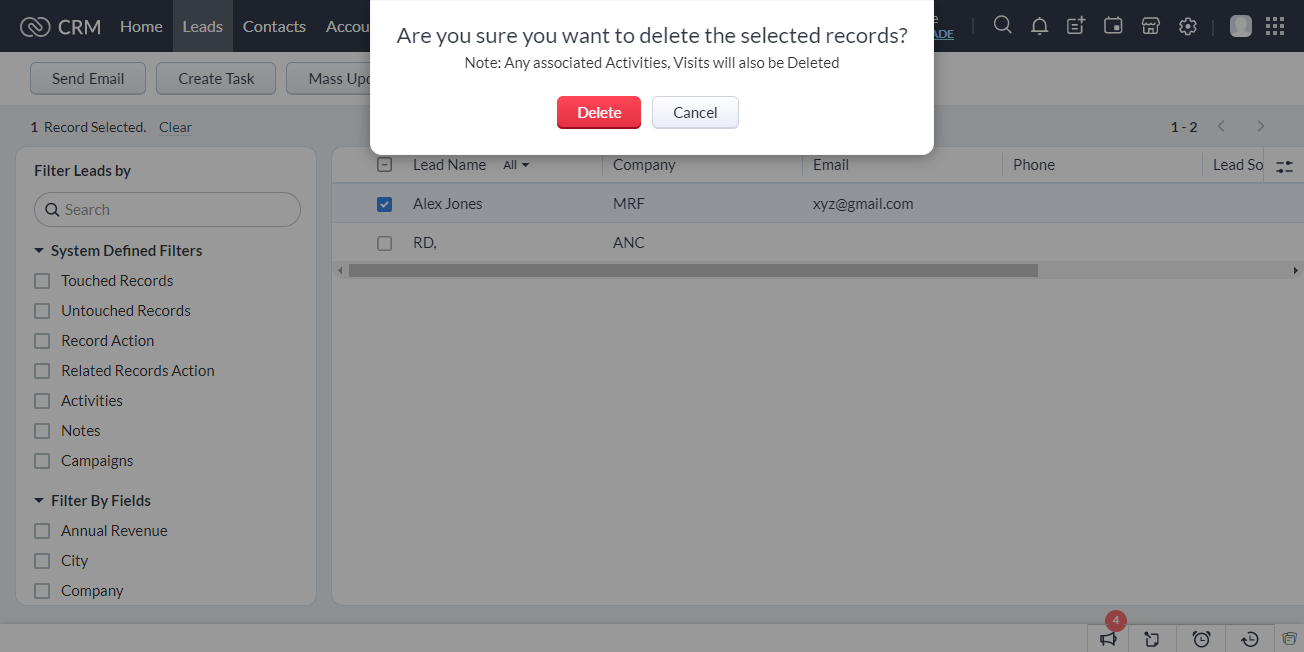 CRM
Home
Leads
Contacts
Are you sure you want to delete the selected records?
Note: Any associated Activities, Visits will also be Deleted
Delete
Cancel
Send Email
Create Task
1 Record Selected.
Clear
1 - 2
Filter Leads by
Search
System Defined Filters
Touched Records
Untouched Records
Record Action
Related Records Action
Activities
Notes
Campaigns
Filter By Fields
Annual Revenue
City
Company
Lead Name
All
Company
Email
Phone
Lead So
Alex Jones
MRF
xyz@gmail.com
RD,
ANC
4